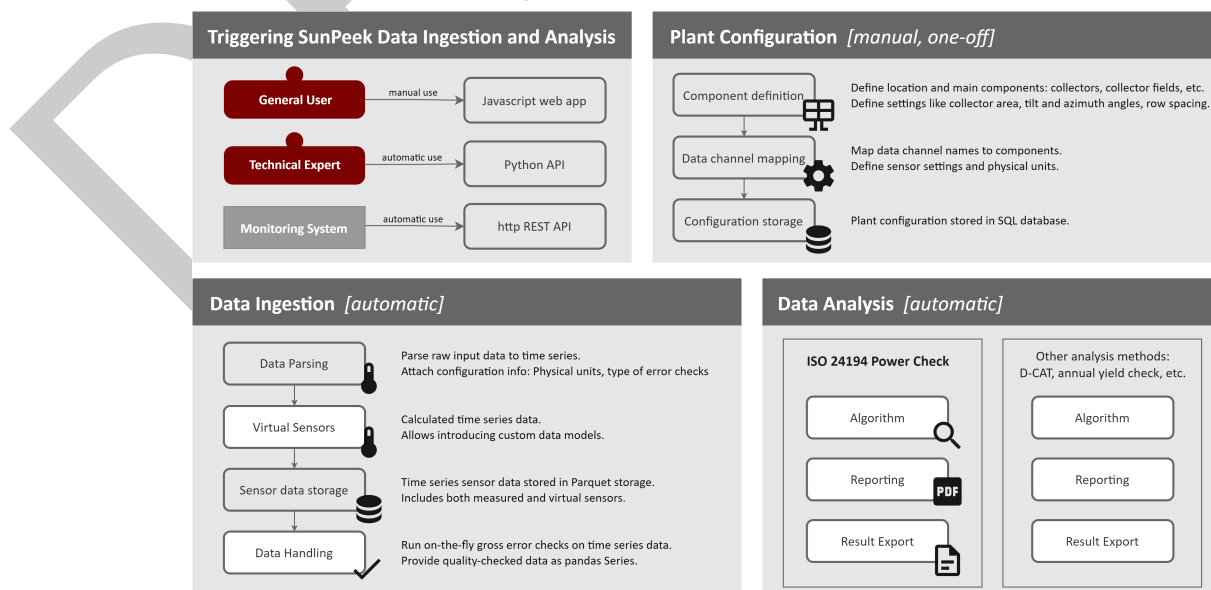 Triggering SunPeek Data Ingestion and Analysis
General User
manual use
Javascript web app
Technical Expert
automatic use
Python API
Monitoring System
automatic use
http REST API
Plant Configuration [manual, one-off]
Component definition
Define location and main components: collectors, collector fields, etc.
Define settings like collector area, tilt and azimuth angles, row spacing.
Data channel mapping
Map data channel names to components.
Define sensor settings and physical units.
Configuration storage
Plant configuration stored in SQL database.
Data Ingestion [automatic]
Data Parsing
Parse raw input data to time series.
Attach configuration info: Physical units, type of error checks
Virtual Sensors
Calculated time series data.
Allows introducing custom data models.
Sensor data storage
Time series sensor data stored in Parquet storage.
Includes both measured and virtual sensors.
Data Handling
Run on-the-fly gross error checks on time series data.
Provide quality-checked data as pandas Series.
Data Analysis [automatic]
ISO 24194 Power Check
Algorithm
Reporting
PDF
Result Export
Other analysis methods:
D-CAT, annual yield check, etc.
Algorithm
Reporting
Result Export